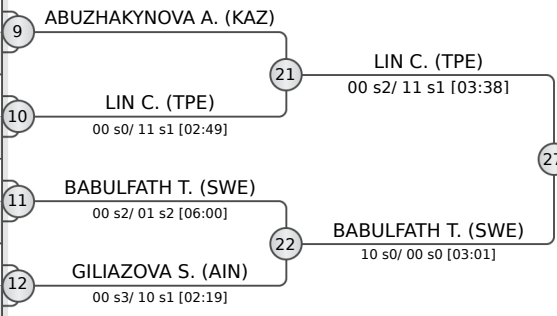 ABUZHAKYNOVA A. (KAZ)
9
LIN C. (TPE)
21
00 s2/ 11 s1 [03:38]
LIN C. (TPE)
10
00 s0/ 11 s1 [02:49]
27
BABULFATH T. (SWE)
11
00 s2/ 01 s2 [06:00]
BABULFATH T. (SWE)
22
10 s0/ 00 s0 [03:01]
GILIAZOVA S. (AIN)
12
00 s3/ 10 s1 [02:19]